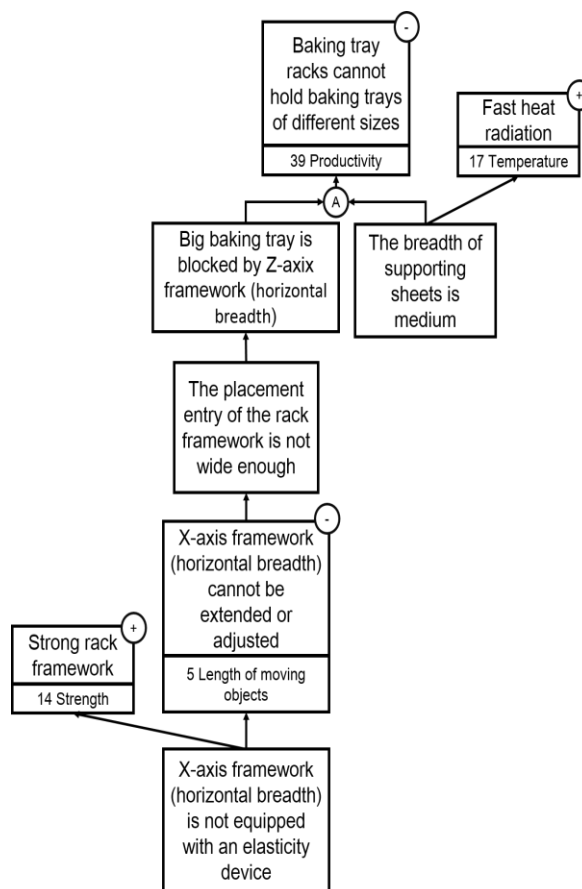 -
Baking tray
racks cannot
hold baking trays
of different sizes
39 Productivity
+
Fast heat
radiation
17 Temperature
A
Big baking tray is
blocked by Z-axix
framework (horizontal
breadth)
The breadth of
supporting
sheets is
medium
The placement
entry of the rack
framework is not
wide enough
-
X-axis framework
(horizontal breadth)
cannot be
extended or
adjusted
5 Length of moving
objects
+
Strong rack
framework
14 Strength
X-axis framework
(horizontal breadth)
is not equipped
with an elasticity
device